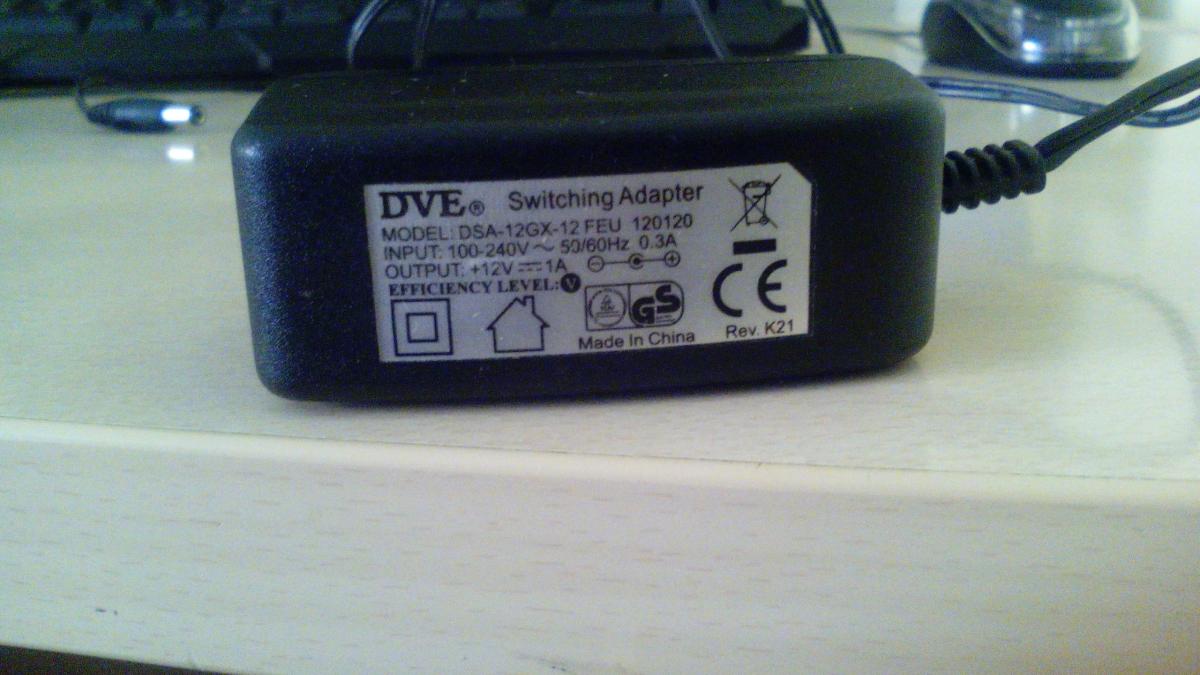 DVE® Switching Adapter
MODEL: DSA-12GX-12 FEU 120120
INPUT: 100-240V ~ 50/60Hz 0.3A
OUTPUT: +12V ⎓ 1A
EFFICIENCY LEVEL: V
TÜV GS
CE
Made In China
Rev. K21